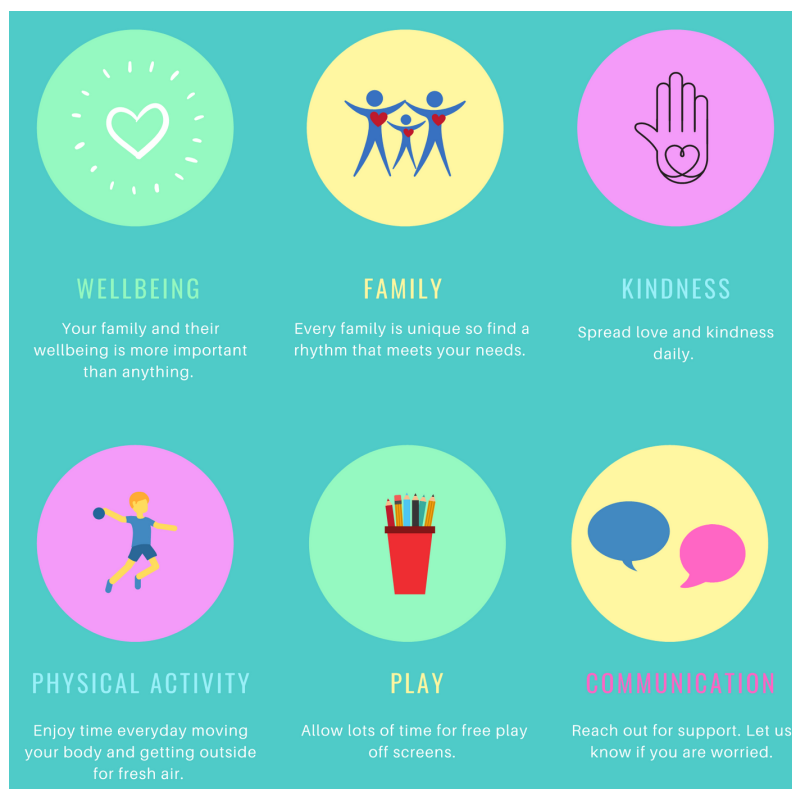 WELLBEING
Your family and their
wellbeing is more important
than anything.
FAMILY
Every family is unique so find a
rhythm that meets your needs.
KINDNESS
Spread love and kindness
daily.
PHYSICAL ACTIVITY
Enjoy time everyday moving
your body and getting outside
for fresh air.
PLAY
Allow lots of time for free play
off screens.
COMMUNICATION
Reach out for support. Let us
know if you are worried.